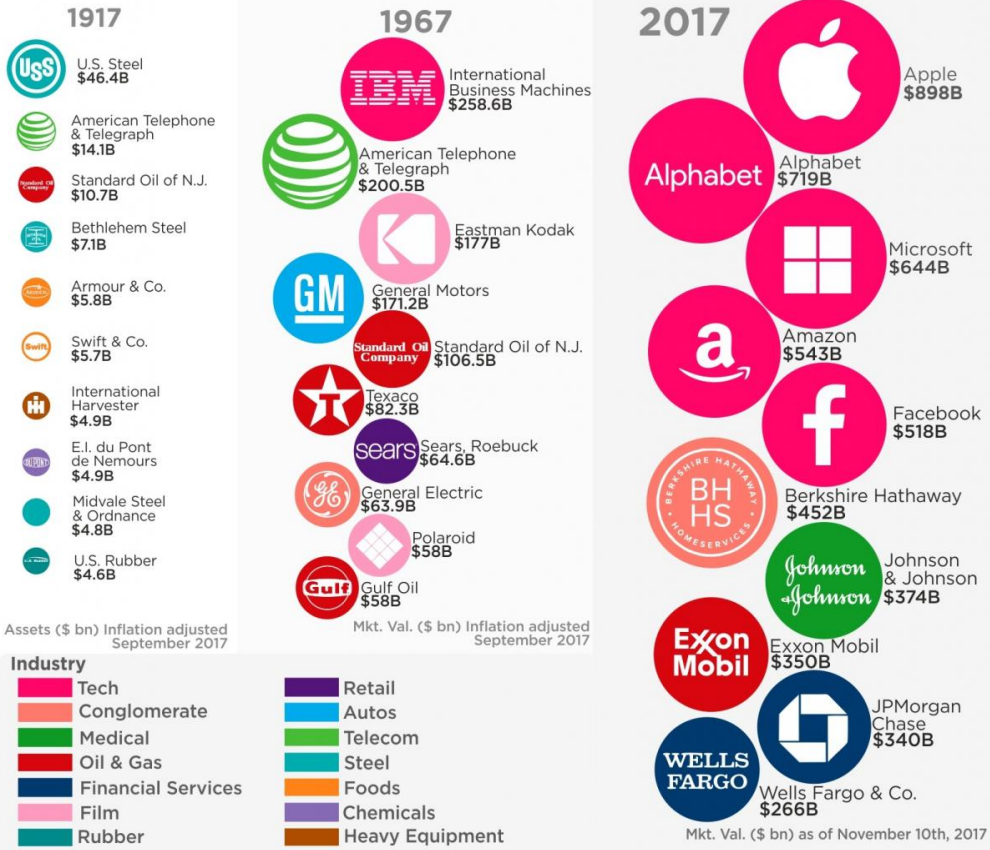 1917
USS
U.S. Steel
$46.4B
American Telephone
& Telegraph
$14.1B
Standard Oil
Company
Standard Oil of N.J.
$10.7B
Bethlehem Steel
$7.1B
Armour & Co.
$5.8B
Swift
Swift & Co.
$5.7B
International
Harvester
$4.9B
DU PONT
E.I. du Pont
de Nemours
$4.9B
Midvale Steel
& Ordnance
$4.8B
U.S. Rubber
$4.6B
Assets ($ bn) Inflation adjusted
September 2017
1967
IBM
International
Business Machines
$258.6B
American Telephone
& Telegraph
$200.5B
Eastman Kodak
$177B
GM
General Motors
$171.2B
Standard Oil
Company
Standard Oil of N.J.
$106.5B
T
Texaco
$82.3B
sears
Sears, Roebuck
$64.6B
GE
General Electric
$63.9B
Polaroid
$58B
Gulf
Gulf Oil
$58B
Mkt. Val. ($ bn) Inflation adjusted
September 2017
2017
Apple
$898B
Alphabet
Alphabet
$719B
Microsoft
$644B
a
Amazon
$543B
f
Facebook
$518B
BERKSHIRE HATHAWAY
BH
HS
HOMESERVICES
Berkshire Hathaway
$452B
Johnson
&Johnson
Johnson
& Johnson
$374B
Exxon
Mobil
Exxon Mobil
$350B
JPMorgan
Chase
$340B
WELLS
FARGO
Wells Fargo & Co.
$266B
Mkt. Val. ($ bn) as of November 10th, 2017
Industry
Tech
Conglomerate
Medical
Oil & Gas
Financial Services
Film
Rubber
Retail
Autos
Telecom
Steel
Foods
Chemicals
Heavy Equipment